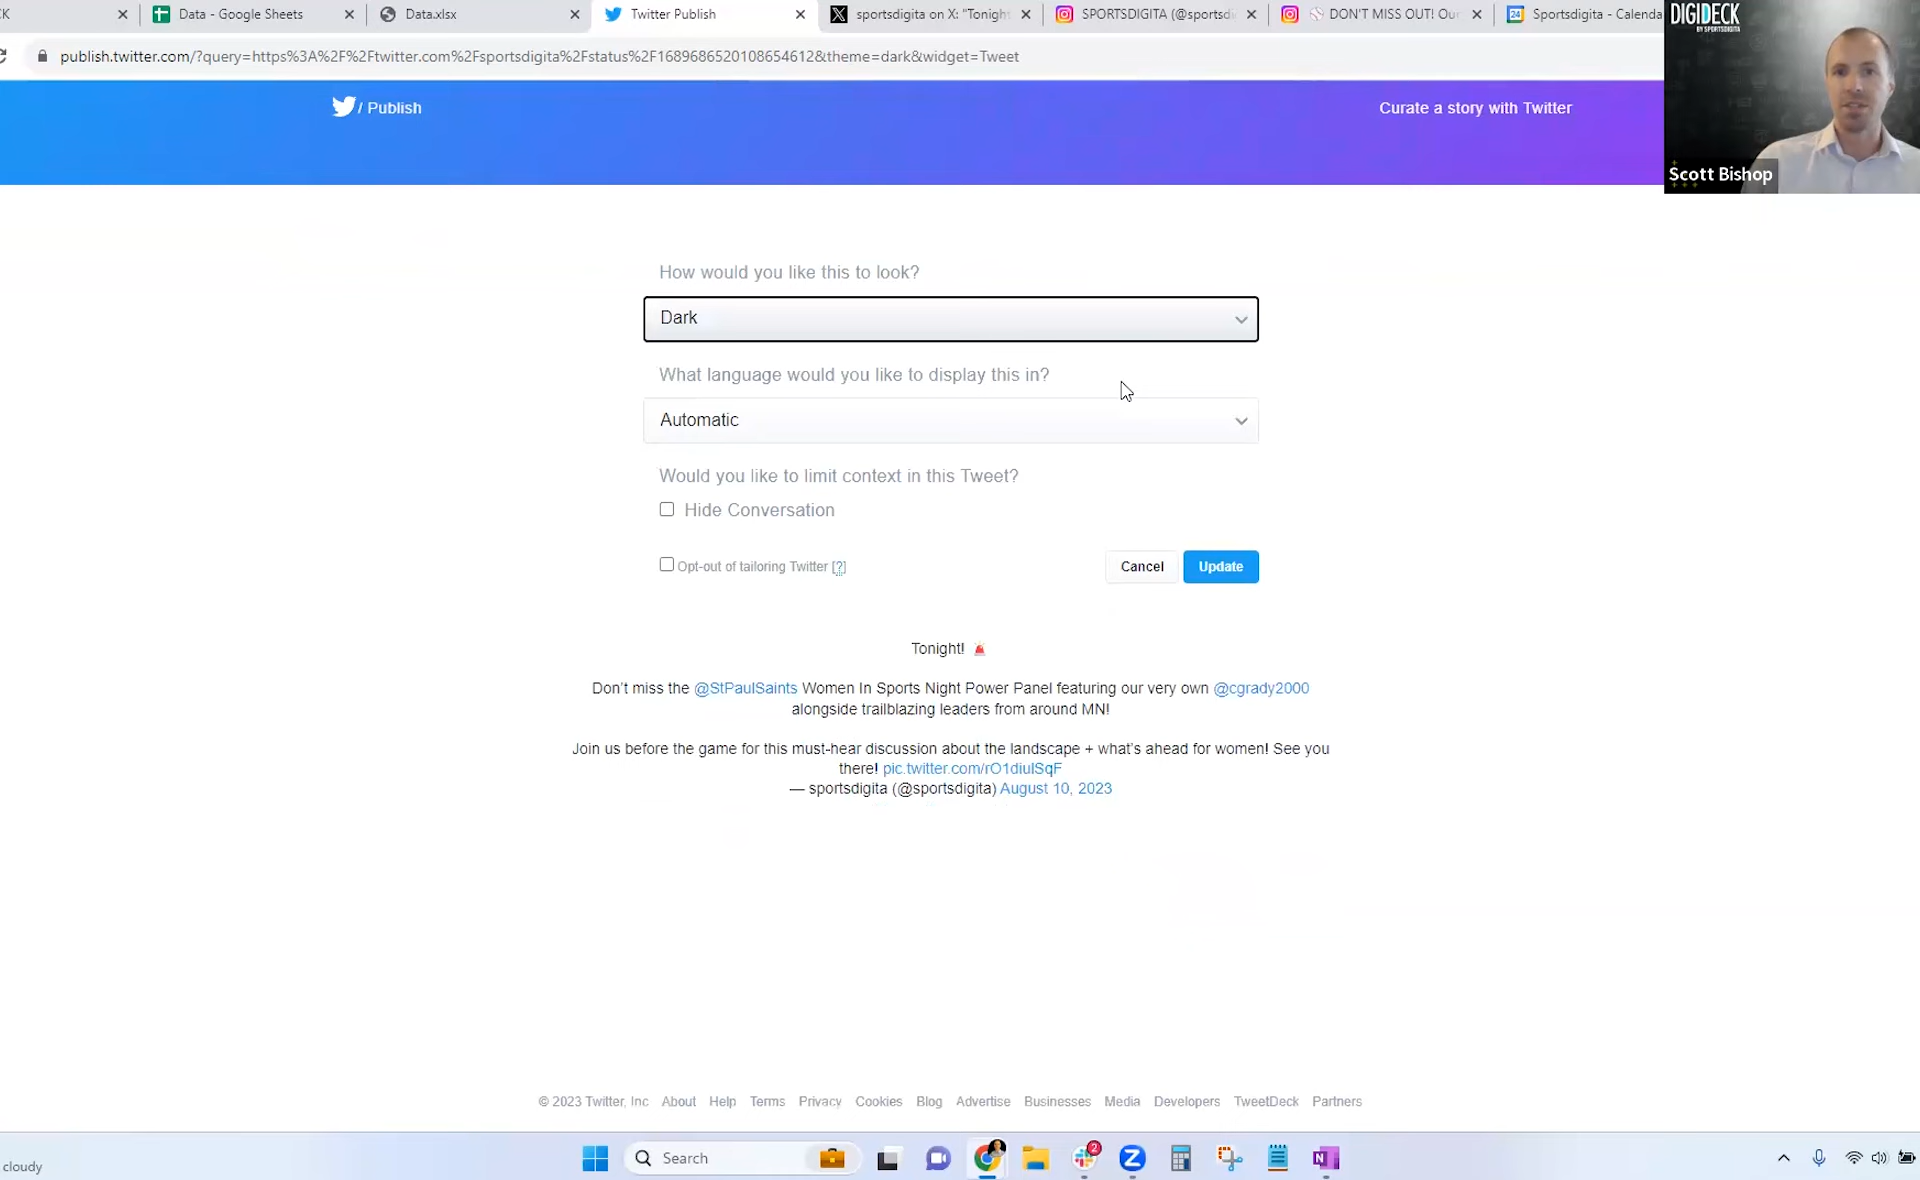 CK
Data - Google Sheets
Data.xlsx
Twitter Publish
sportsdigita on X: "Tonight
SPORTSDIGITA (@sportsdi
DON'T MISS OUT! Ou
Sportsdigita - Calenda
publish.twitter.com/?query=https%3A%2F%2Ftwitter.com%2Fsportsdigita%2Fstatus%2F1689686520108654612&theme=dark&widget=Tweet
DIGIDECK
BY SPORTSDIGITA
Scott Bishop
/ Publish
Curate a story with Twitter
How would you like this to look?
Dark
What language would you like to display this in?
Automatic
Would you like to limit context in this Tweet?
Hide Conversation
Opt-out of tailoring Twitter [?]
Cancel
Update
Tonight! 🚨
Don't miss the @StPaulSaints Women In Sports Night Power Panel featuring our very own @cgrady2000
alongside trailblazing leaders from around MN!
Join us before the game for this must-hear discussion about the landscape + what's ahead for women! See you
there! pic.twitter.com/rO1diulSqF
— sportsdigita (@sportsdigita) August 10, 2023
© 2023 Twitter, Inc About Help Terms Privacy Cookies Blog Advertise Businesses Media Developers TweetDeck Partners
cloudy
Search
2